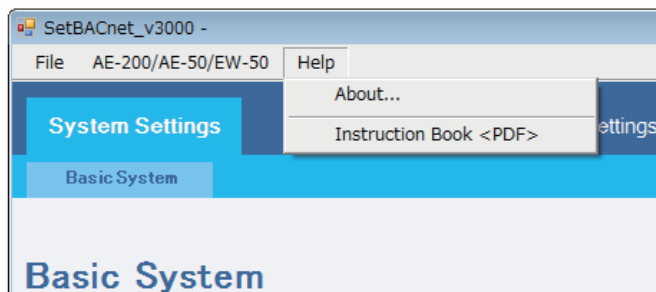 SetBACnet_v3000 -
File AE-200/AE-50/EW-50 Help
About...
System Settings ettings
Instruction Book <PDF>
Basic System
Basic System